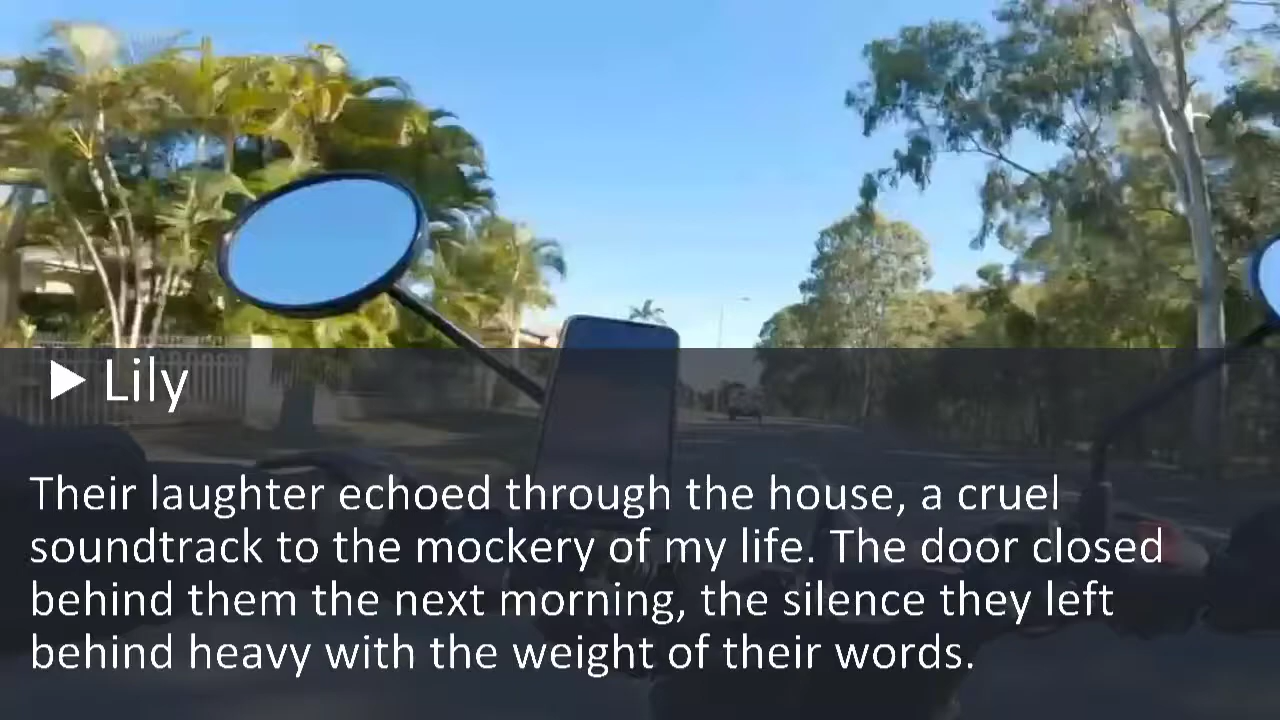 Lily
Their laughter echoed through the house, a cruel
soundtrack to the mockery of my life. The door closed
behind them the next morning, the silence they left
behind heavy with the weight of their words.